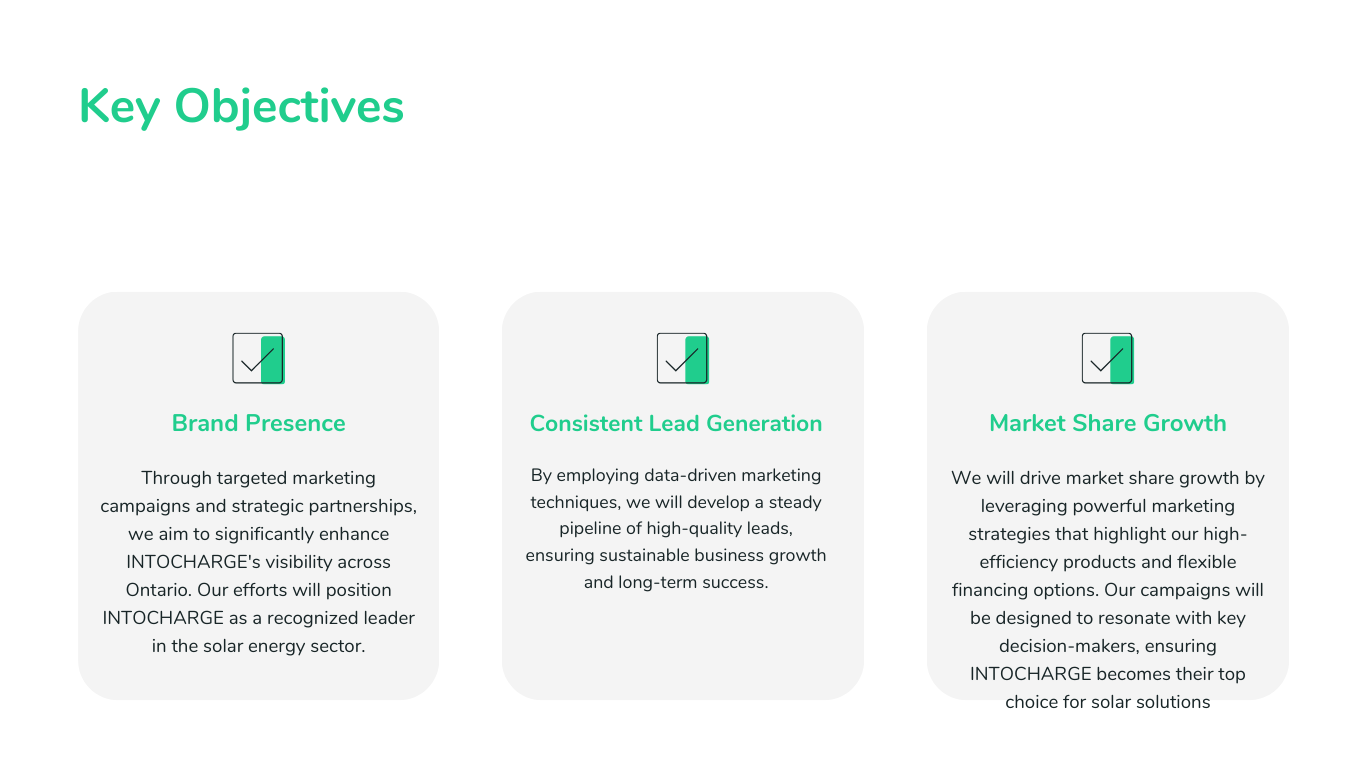 Key Objectives
Brand Presence
Through targeted marketing
campaigns and strategic partnerships,
we aim to significantly enhance
INTOCHARGE's visibility across
Ontario. Our efforts will position
INTOCHARGE as a recognized leader
in the solar energy sector.
Consistent Lead Generation
By employing data-driven marketing
techniques, we will develop a steady
pipeline of high-quality leads,
ensuring sustainable business growth
and long-term success.
Market Share Growth
We will drive market share growth by
leveraging powerful marketing
strategies that highlight our high-
efficiency products and flexible
financing options. Our campaigns will
be designed to resonate with key
decision-makers, ensuring
INTOCHARGE becomes their top
choice for solar solutions